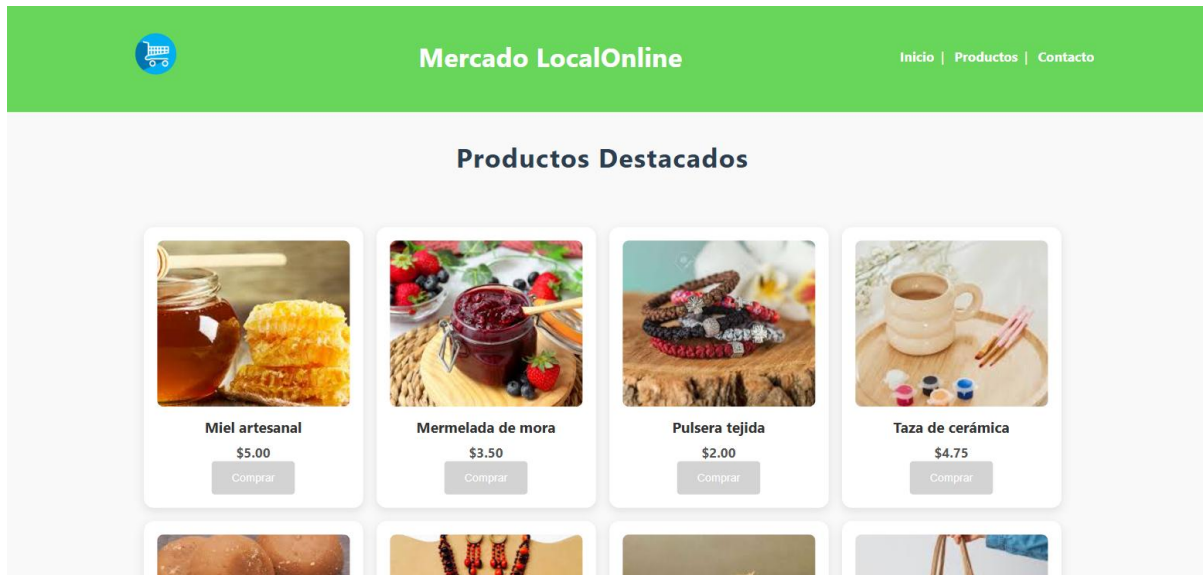 Mercado LocalOnline
Inicio | Productos | Contacto
Productos Destacados
Miel artesanal
$5.00
Comprar
Mermelada de mora
$3.50
Comprar
Pulsera tejida
$2.00
Comprar
Taza de cerámica
$4.75
Comprar